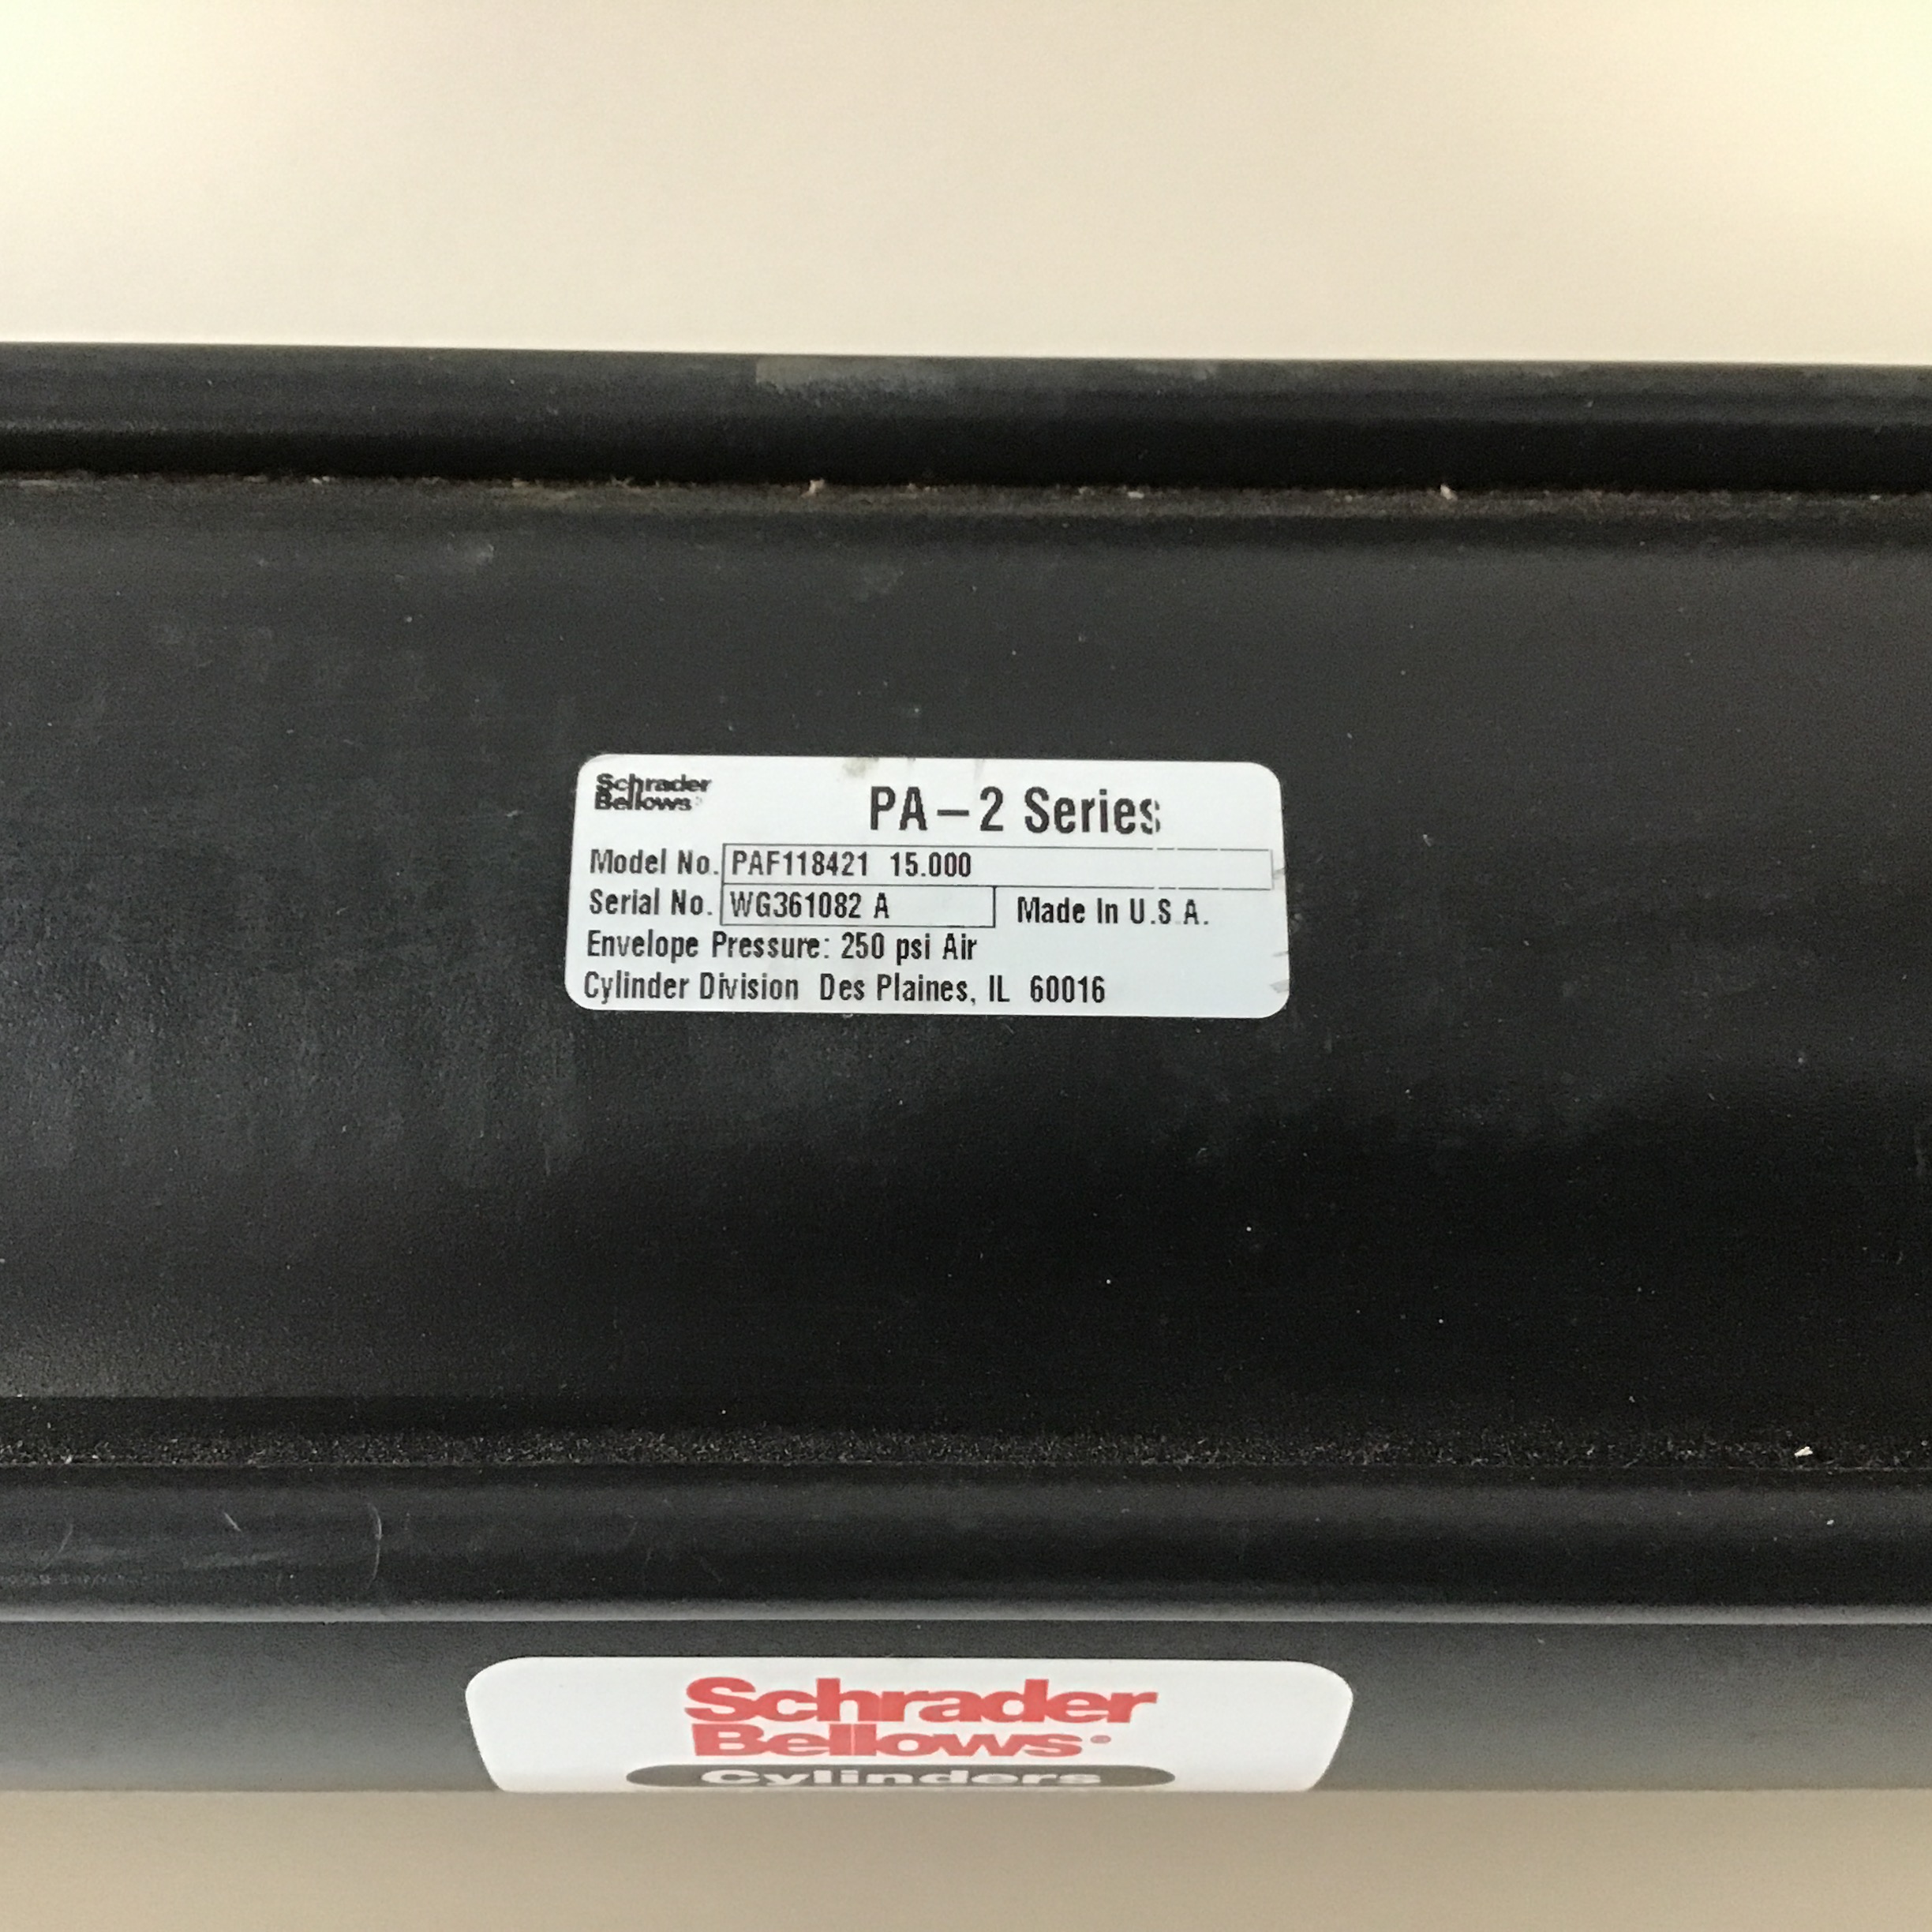 Schrader
Bellows
PA-2 Series
Model No. PAF118421 15.000
Serial No. WG361082 A Made In U.S.A.
Envelope Pressure: 250 psi Air
Cylinder Division Des Plaines, IL 60016
Schrader
Bellows®
Cylinders